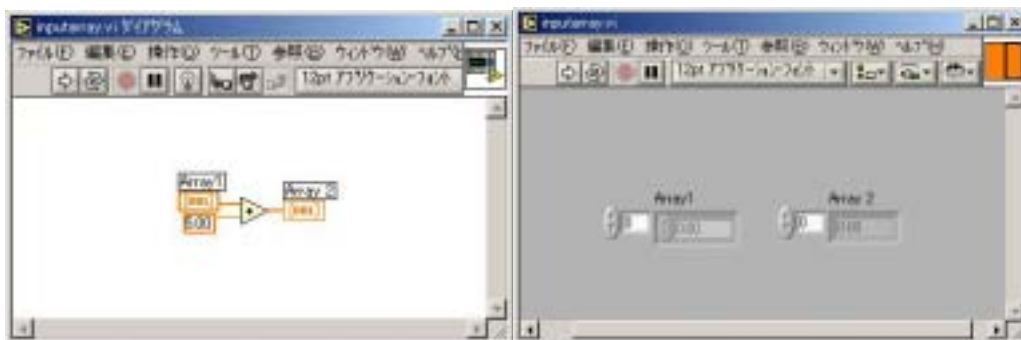 inputarray.vi ダイアグラム
ファイル(F) 編集(E) 操作(O) ツール(T) 参照(B) ウィンドウ(W) ヘルプ(H)
12pt アプリケーションフォント
Array1
Array 2
inputarray.vi
ファイル(F) 編集(E) 操作(O) ツール(T) 参照(B) ウィンドウ(W) ヘルプ(H)
12pt アプリケーションフォント
Array1
Array 2
0
0